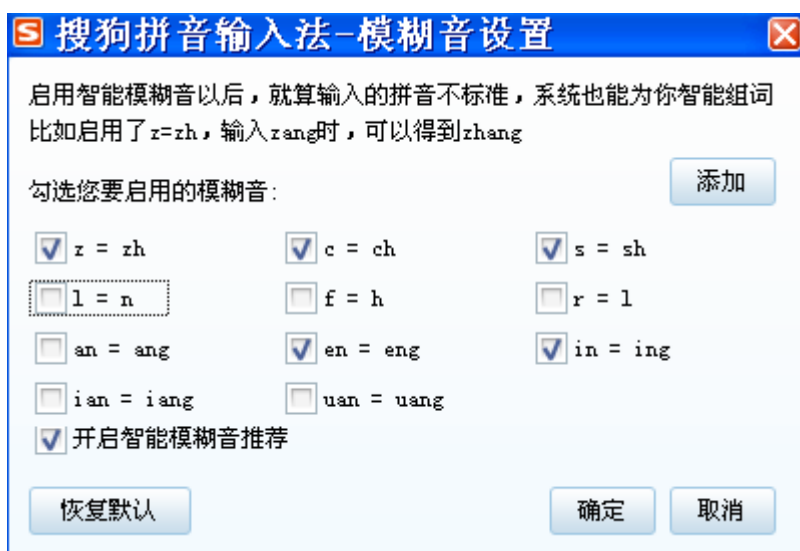 S 搜狗拼音输入法-模糊音设置
启用智能模糊音以后，就算输入的拼音不标准，系统也能为你智能组词
比如启用了z=zh，输入zang时，可以得到zhang
勾选您要启用的模糊音: 添加
z = zh c = ch s = sh
l = n f = h r = l
an = ang en = eng in = ing
ian = iang uan = uang
开启智能模糊音推荐
恢复默认 确定 取消